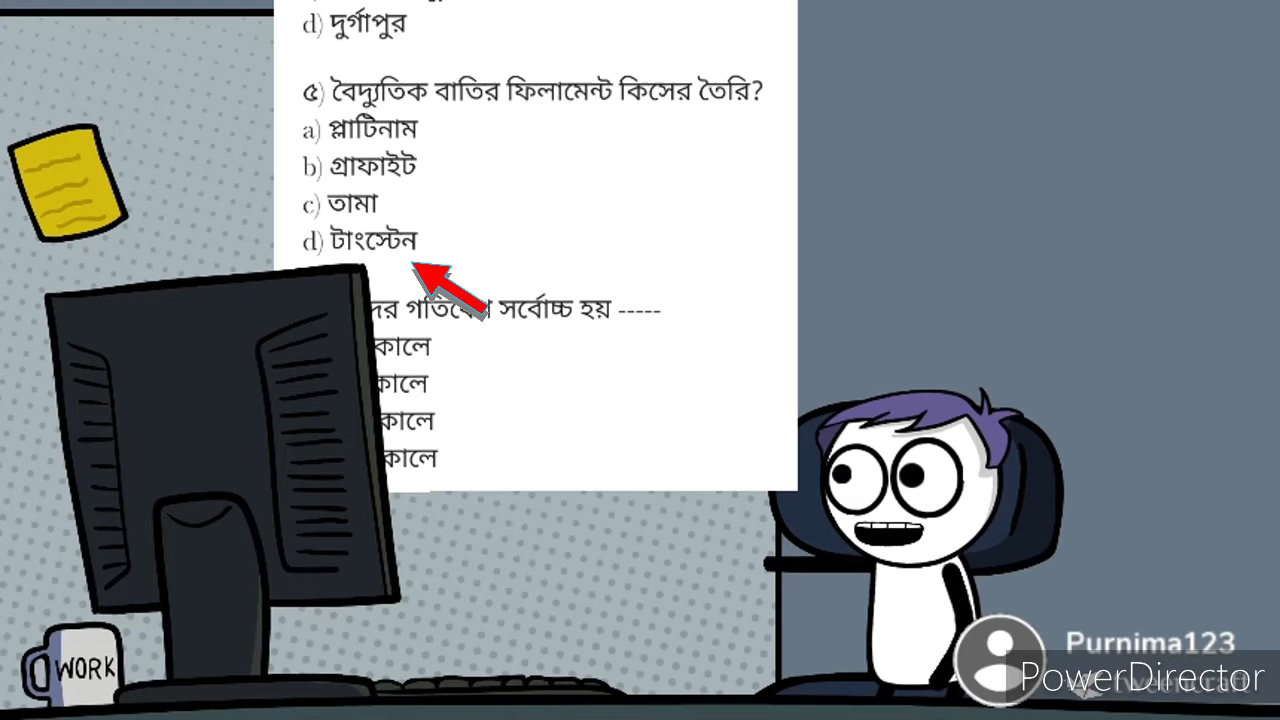 d) দুর্গাপুর
৫) বৈদ্যুতিক বাতির ফিলামেন্ট কিসের তৈরি?
a) প্লাটিনাম
b) গ্রাফাইট
c) তামা
d) টাংস্টেন
সর্বোচ্চ হয় -----
কালে
কালে
কালে
কালে
WORK
Purnima123
PowerDirector